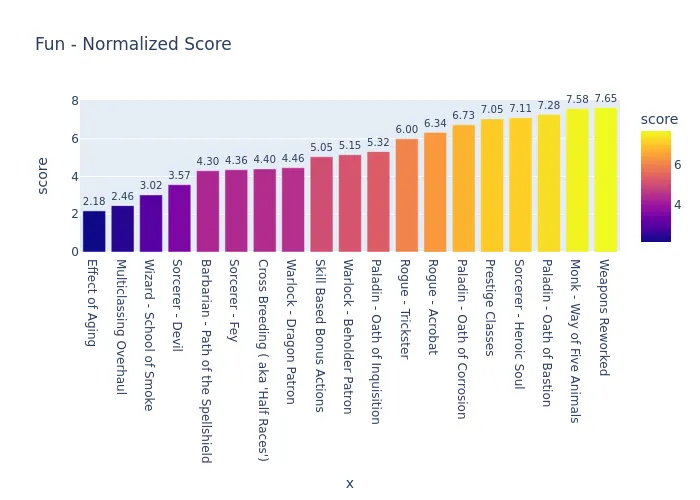 Fun - Normalized Score
score
8
6
4
2
0
2.18
2.46
3.02
3.57
4.30
4.36
4.40
4.46
5.05
5.15
5.32
6.00
6.34
6.73
7.05
7.11
7.28
7.58
7.65
Effect of Aging
Multiclassing Overhaul
Wizard - School of Smoke
Sorcerer - Devil
Barbarian - Path of the Spellshield
Sorcerer - Fey
Cross Breeding ( aka 'Half Races')
Warlock - Dragon Patron
Skill Based Bonus Actions
Warlock - Beholder Patron
Paladin - Oath of Inquisition
Rogue - Trickster
Rogue - Acrobat
Paladin - Oath of Corrosion
Prestige Classes
Sorcerer - Heroic Soul
Paladin - Oath of Bastion
Monk - Way of Five Animals
Weapons Reworked
x
score
6
4